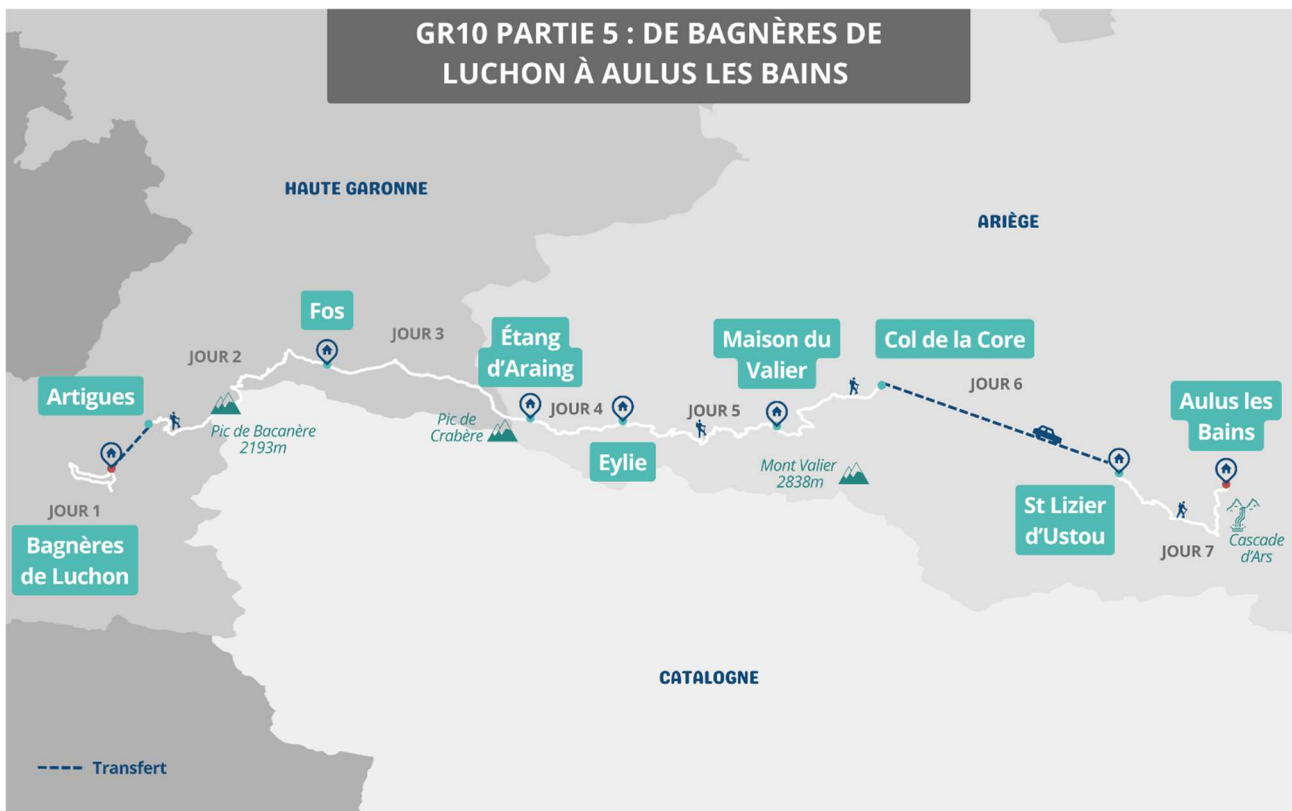 GR10 PARTIE 5 : DE BAGNÈRES DE
LUCHON À AULUS LES BAINS
HAUTE GARONNE
ARIÈGE
Fos
JOUR 3
JOUR 2
Étang
d'Araing
Maison du
Valier
Col de la Core
JOUR 6
Artigues
Aulus les
Bains
JOUR 4
JOUR 5
Pic de
Crabère
Pic de Bacanère
2193m
Eylie
Mont Valier
2838m
JOUR 1
St Lizier
d'Ustou
Bagnères
de Luchon
Cascade
d'Ars
JOUR 7
CATALOGNE
Transfert